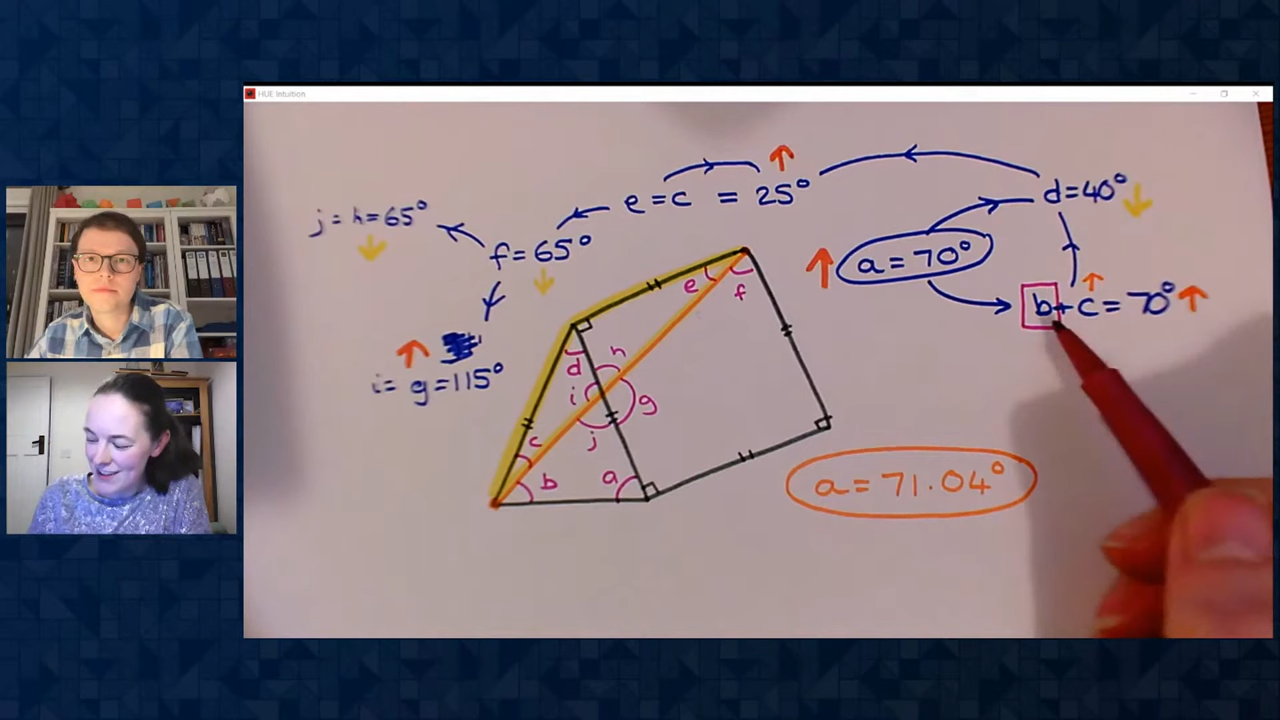 HUE Intuition
e = c = 25°
d = 40°
j = h = 65°
f = 65°
a = 70°
b + c = 70°
i = g = 115°
e
f
d
h
i
g
j
c
b
a
a = 71.04°